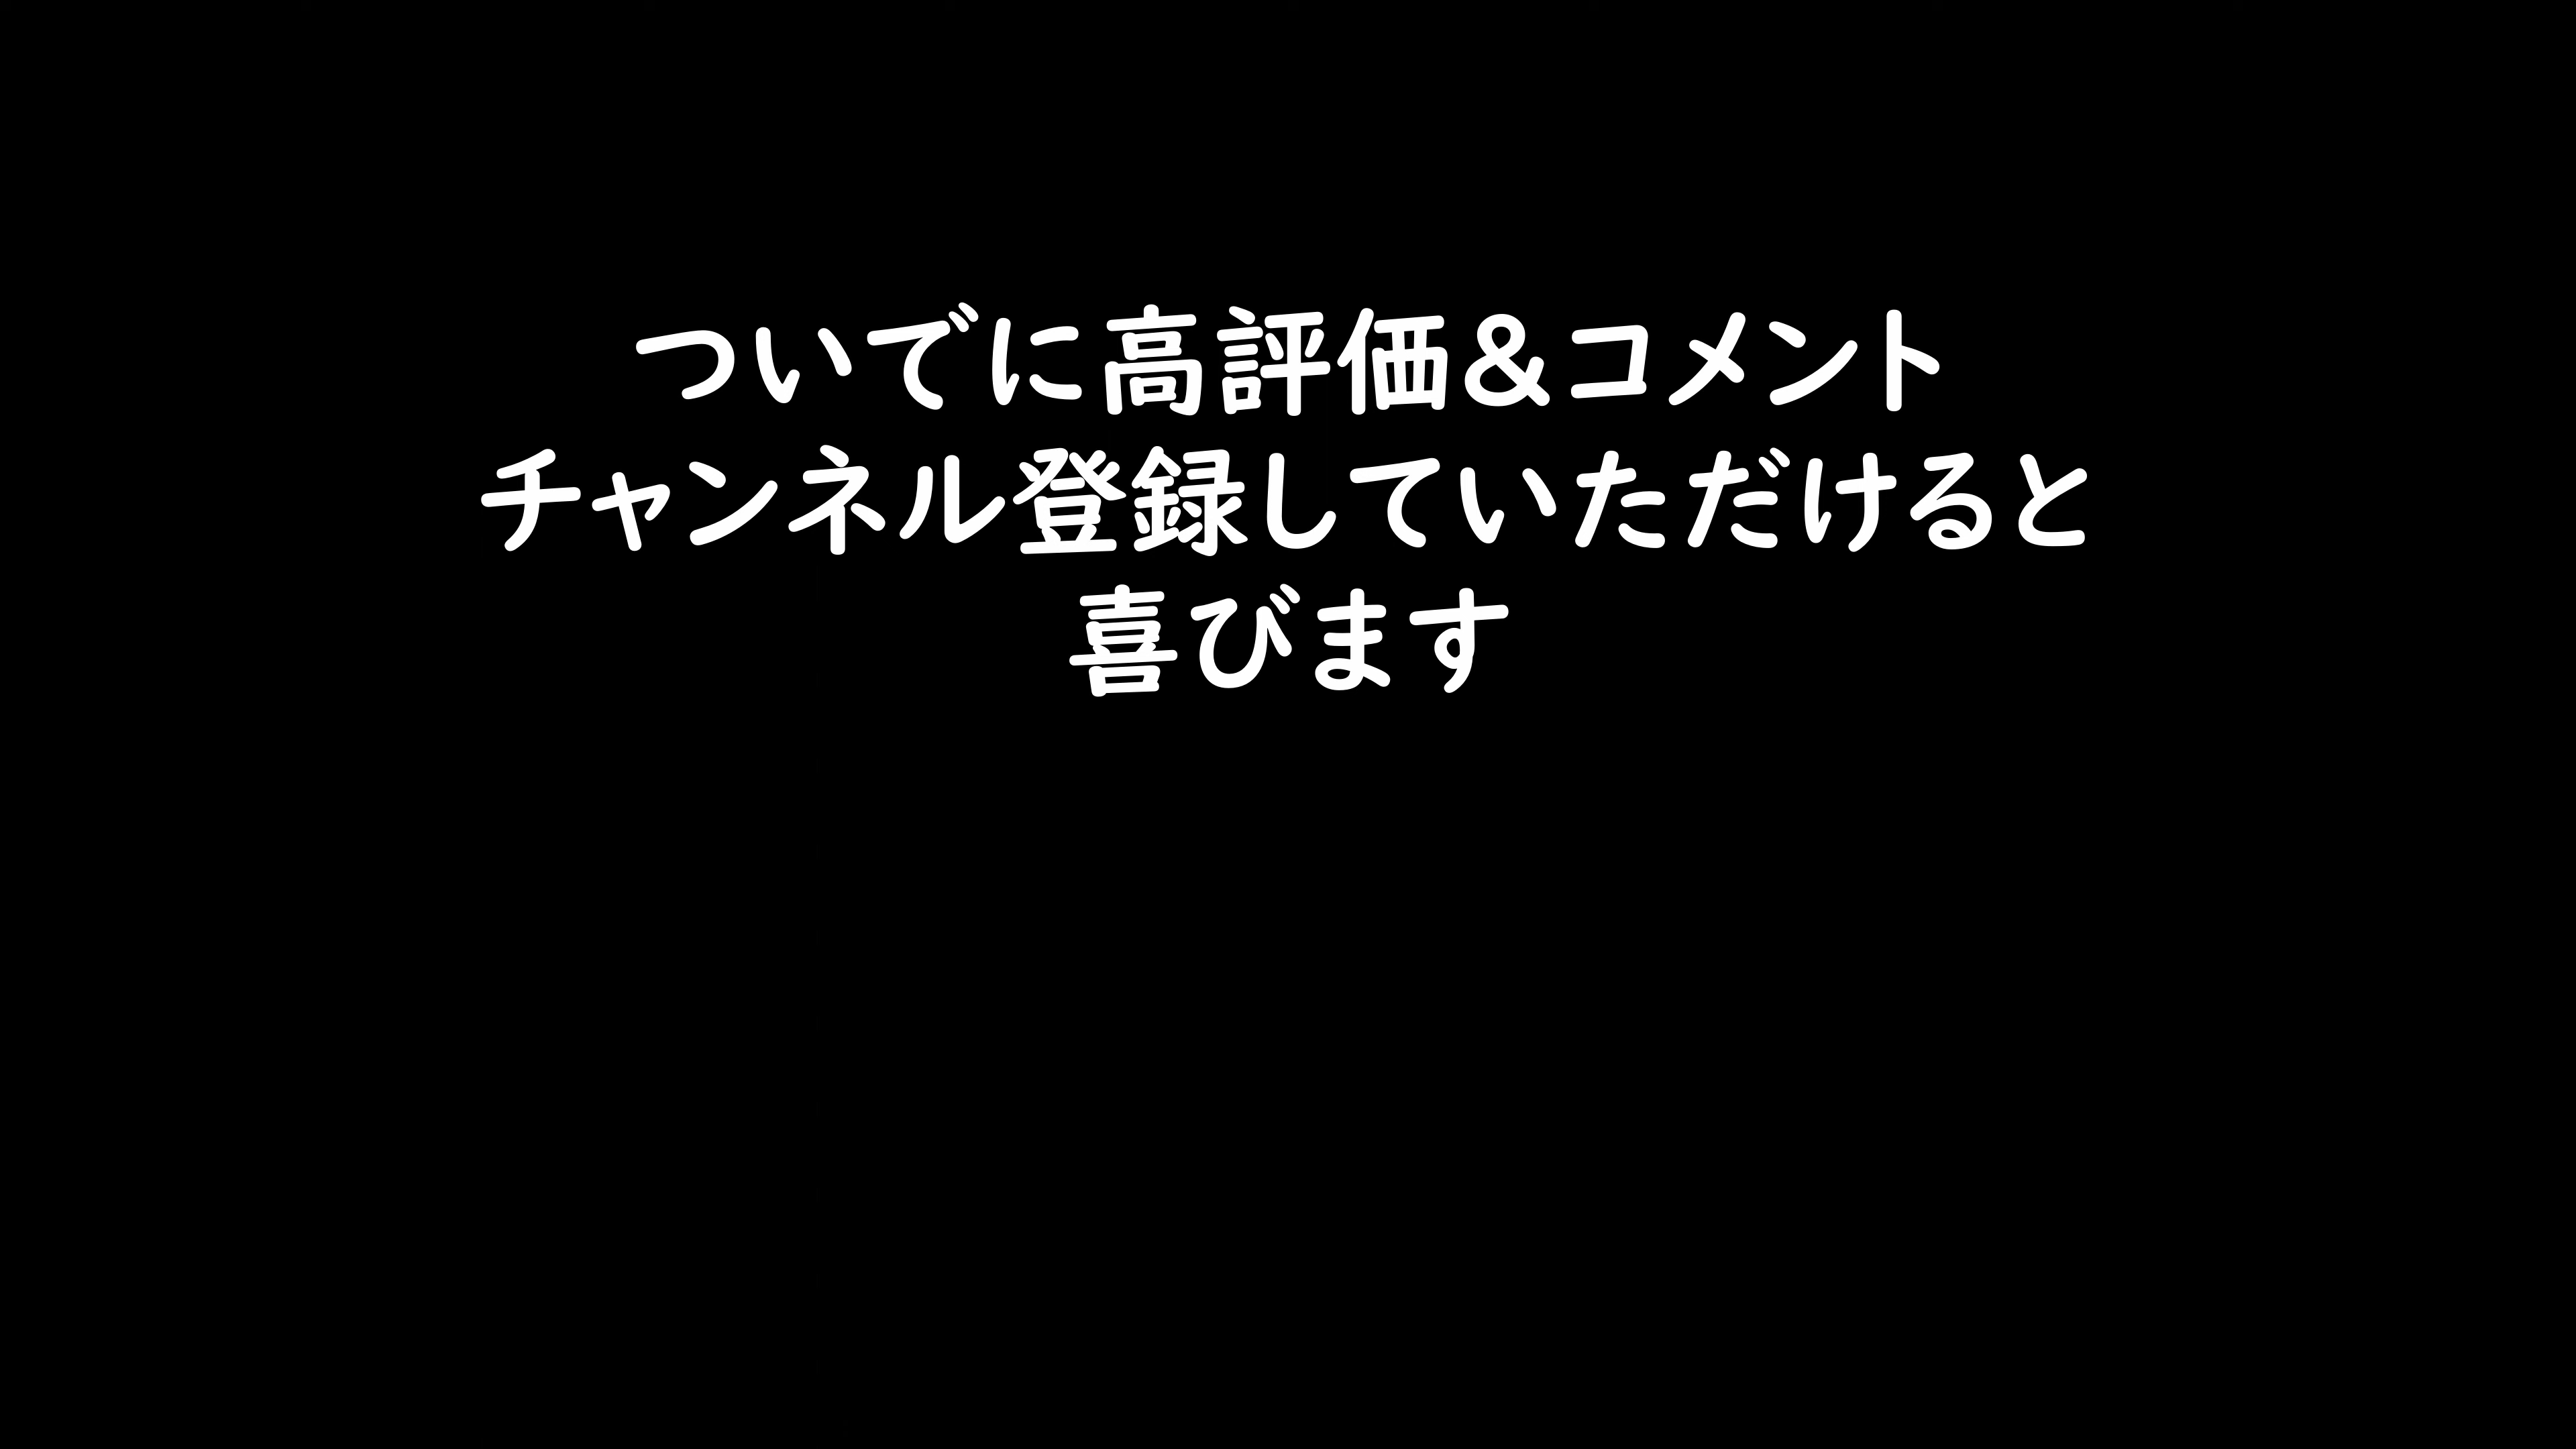 ついでに高評価&コメント
チャンネル登録していただけると
喜びます